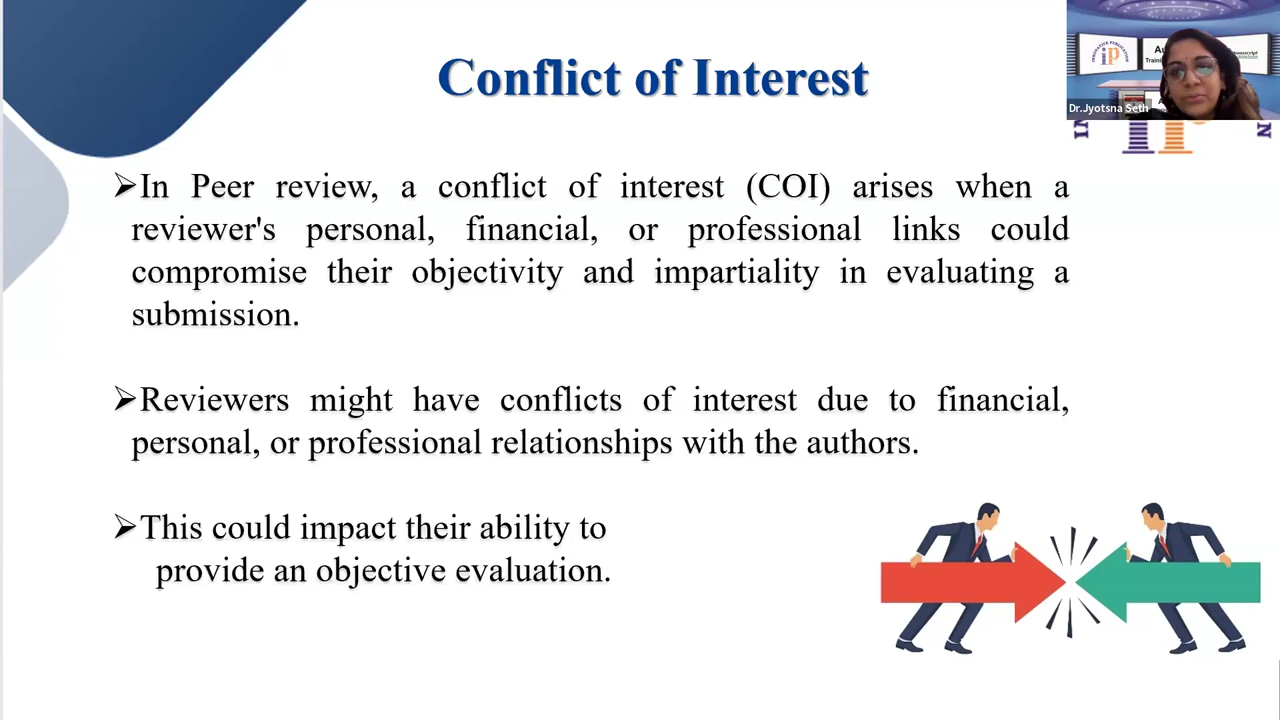 Conflict of Interest
➢In Peer review, a conflict of interest (COI) arises when a
reviewer's personal, financial, or professional links could
compromise their objectivity and impartiality in evaluating a
submission.
➢Reviewers might have conflicts of interest due to financial,
personal, or professional relationships with the authors.
➢This could impact their ability to
provide an objective evaluation.
Dr.Jyotsna Seth
ip